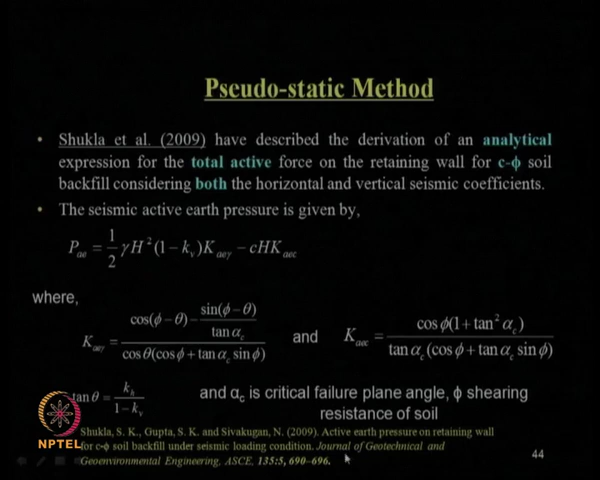 Pseudo-static Method
• Shukla et al. (2009) have described the derivation of an analytical
expression for the total active force on the retaining wall for c-ϕ soil
backfill considering both the horizontal and vertical seismic coefficients.
• The seismic active earth pressure is given by,
P_ae = 1/2 γH²(1 − k_v)K_aeγ − cHK_aec
where,
K_aeγ = (cos(ϕ − θ) − sin(ϕ − θ)/tan α_c) / (cos θ(cos ϕ + tan α_c sin ϕ)) and K_aec = (cos ϕ(1 + tan² α_c)) / (tan α_c (cos ϕ + tan α_c sin ϕ))
tan θ = k_h / (1 − k_v) and α_c is critical failure plane angle, ϕ shearing
resistance of soil
Shukla, S. K., Gupta, S. K. and Sivakugan, N. (2009). Active earth pressure on retaining wall
for c-ϕ soil backfill under seismic loading condition. Journal of Geotechnical and
Geoenvironmental Engineering, ASCE, 135:5, 690–696.
NPTEL
44